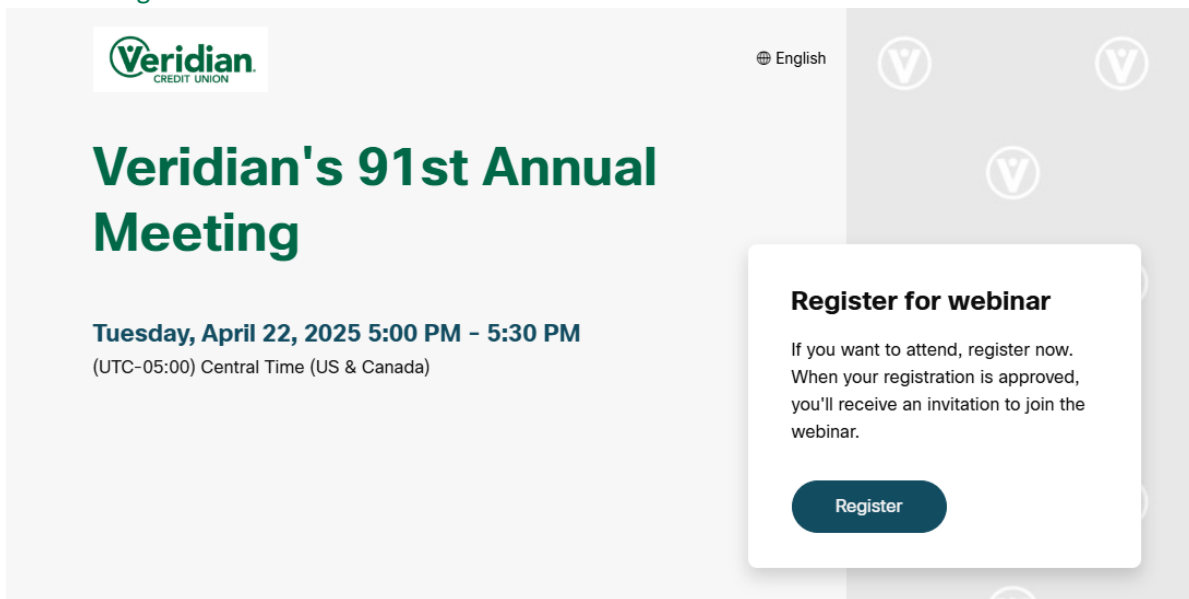 Veridian
CREDIT UNION
English
Veridian's 91st Annual
Meeting
Tuesday, April 22, 2025 5:00 PM - 5:30 PM
(UTC-05:00) Central Time (US & Canada)
Register for webinar
If you want to attend, register now.
When your registration is approved,
you'll receive an invitation to join the
webinar.
Register